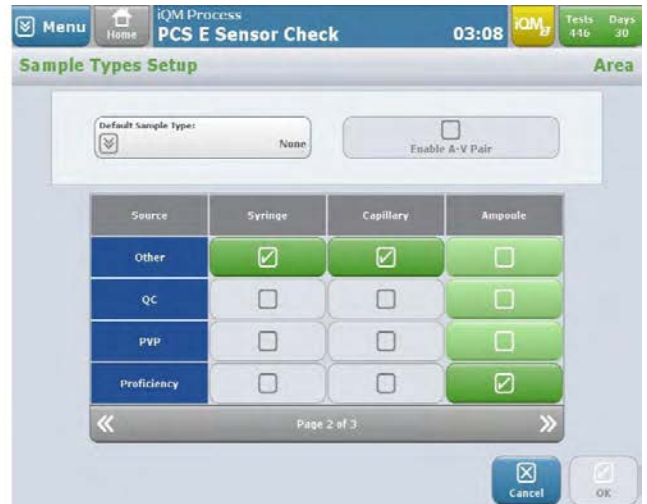 Menu
Home
iQM Process
PCS E Sensor Check
03:08
iQM2
Tests 446
Days 30
Sample Types Setup
Area
Default Sample Type:
None
Enable A-V Pair
Source Syringe Capillary Ampoule
Other
QC
PVP
Proficiency
Page 2 of 3
Cancel
OK